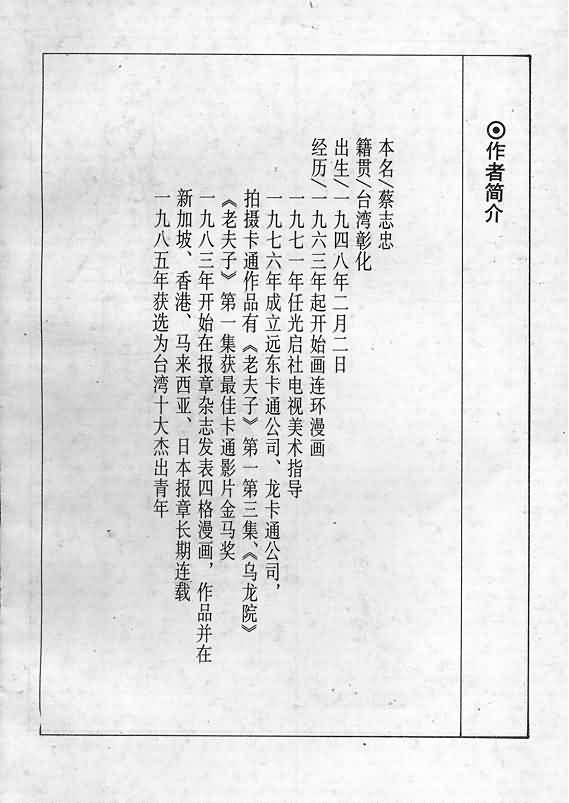 ⊙作者简介
本名/蔡志忠
籍贯/台湾彰化
出生/一九四八年二月二日
经历/一九六三年起开始画连环漫画
一九七一年任光启社电视美术指导
一九七六年成立远东卡通公司、龙卡通公司，
拍摄卡通作品有《老夫子》第一第三集、《乌龙院》
《老夫子》第一集获最佳卡通影片金马奖
一九八三年开始在报章杂志发表四格漫画，作品并在
新加坡、香港、马来西亚、日本报章长期连载
一九八五年获选为台湾十大杰出青年